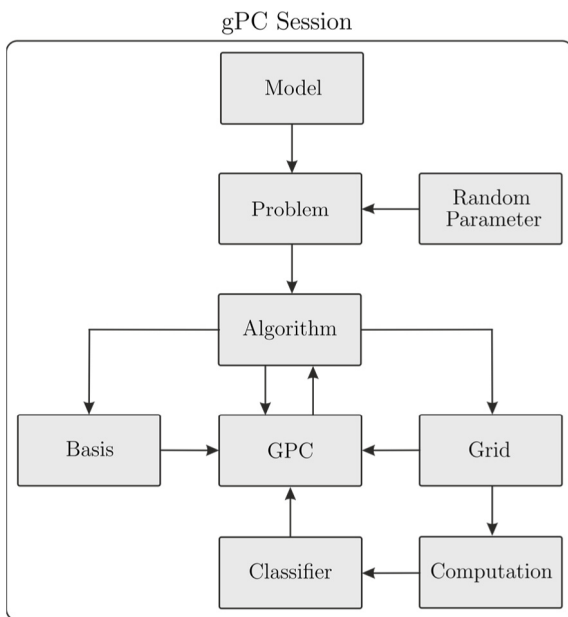 gPC Session
Model
Problem
Random
Parameter
Algorithm
Basis
GPC
Grid
Classifier
Computation